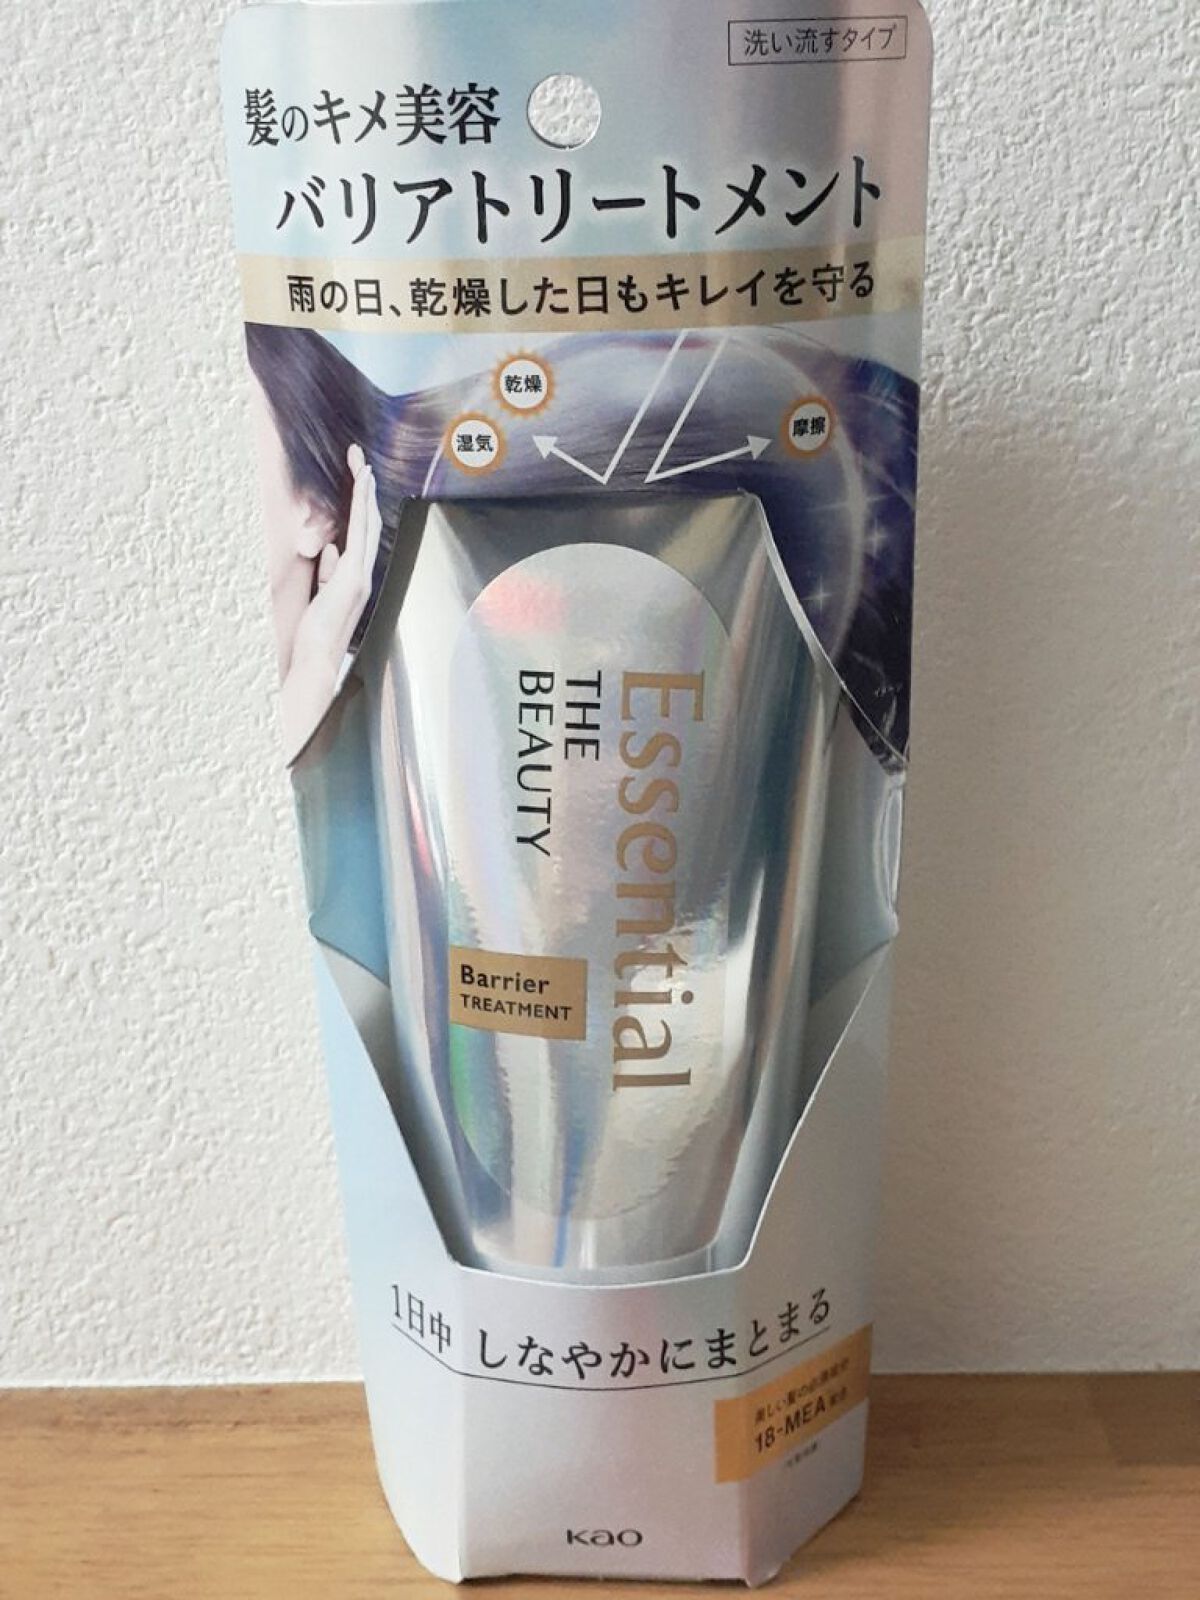 洗い流すタイプ
髪のキメ美容
バリアトリートメント
雨の日、乾燥した日もキレイを守る
乾燥
湿気
摩擦
Essential
THE
BEAUTY
Barrier
TREATMENT
1日中 しなやかにまとまる
18-MEA
Kao